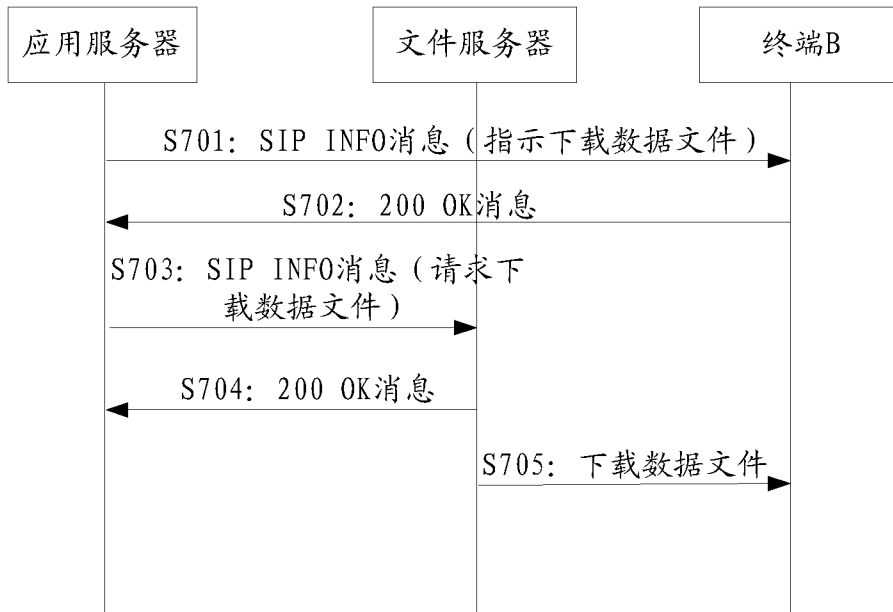 应用服务器
文件服务器
终端B
S701: SIP INFO消息（指示下载数据文件）
S702: 200 OK消息
S703: SIP INFO消息（请求下
载数据文件）
S704: 200 OK消息
S705: 下载数据文件